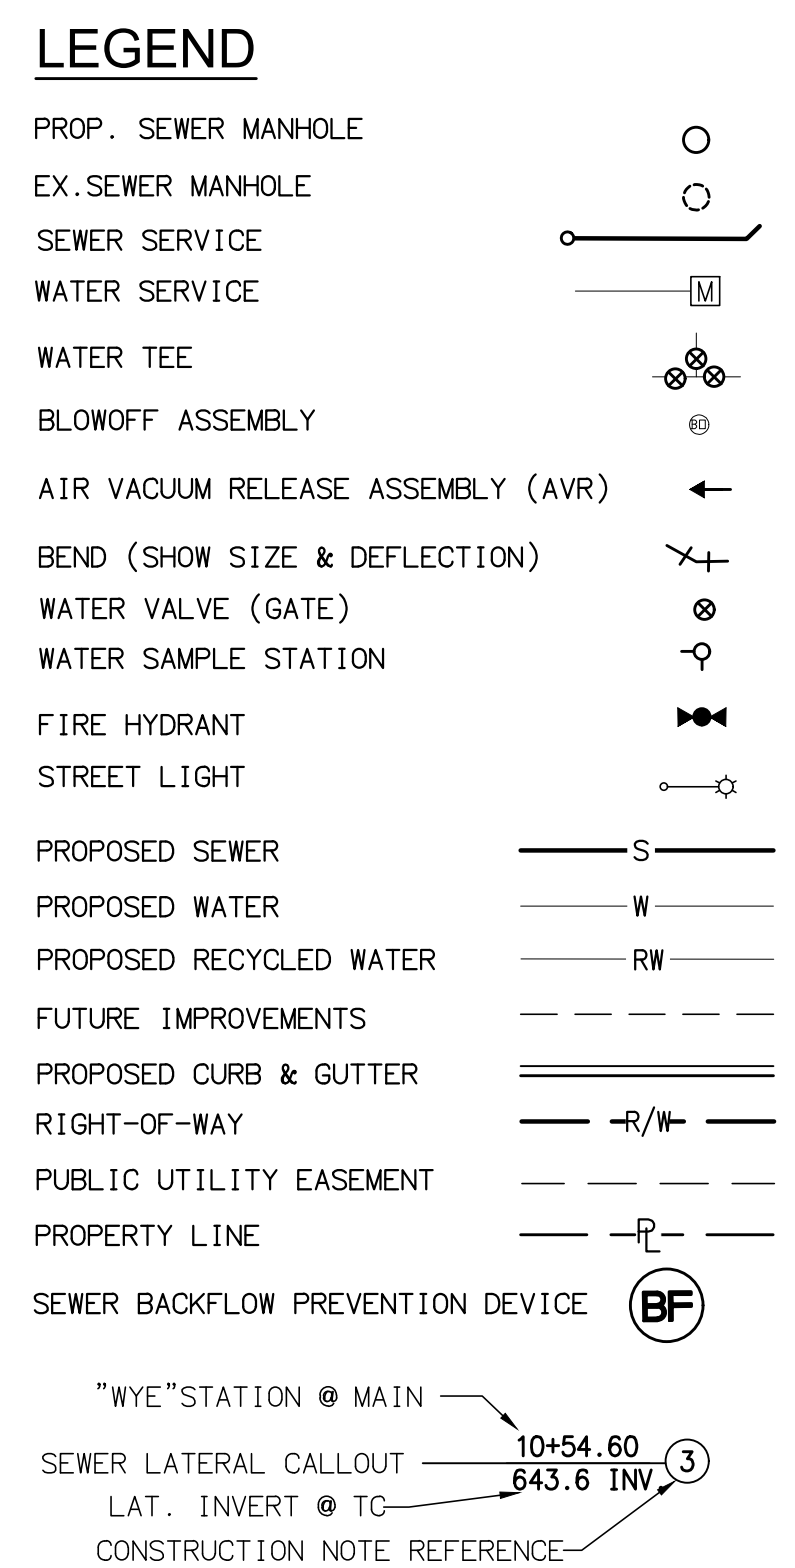 LEGEND
PROP. SEWER MANHOLE
EX.SEWER MANHOLE
SEWER SERVICE
WATER SERVICE M
WATER TEE
BLOWOFF ASSEMBLY BO
AIR VACUUM RELEASE ASSEMBLY (AVR)
BEND (SHOW SIZE & DEFLECTION)
WATER VALVE (GATE)
WATER SAMPLE STATION
FIRE HYDRANT
STREET LIGHT
PROPOSED SEWER S
PROPOSED WATER W
PROPOSED RECYCLED WATER RW
FUTURE IMPROVEMENTS
PROPOSED CURB & GUTTER
RIGHT-OF-WAY R/W
PUBLIC UTILITY EASEMENT
PROPERTY LINE PL
SEWER BACKFLOW PREVENTION DEVICE BF
"WYE"STATION @ MAIN
10+54.60
SEWER LATERAL CALLOUT 3
643.6 INV.
LAT. INVERT @ TC
CONSTRUCTION NOTE REFERENCE